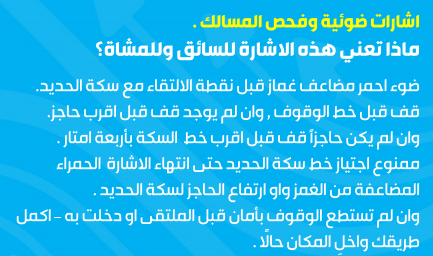 اشارات ضوئية وفحص المسالك .
ماذا تعني هذه الاشارة للسائق وللمشاة؟
ضوء احمر مضاعف غماز قبل نقطة الالتقاء مع سكة الحديد.
قف قبل خط الوقوف , وان لم يوجد قف قبل اقرب حاجز.
وان لم يكن حاجزاً قف قبل اقرب خط السكة بأربعة امتار .
ممنوع اجتياز خط سكة الحديد حتى انتهاء الاشارة الحمراء
المضاعفة من الغمز واو ارتفاع الحاجز لسكة الحديد .
وان لم تستطع الوقوف بأمان قبل الملتقى او دخلت به - اكمل
طريقك واخل المكان حالًا .